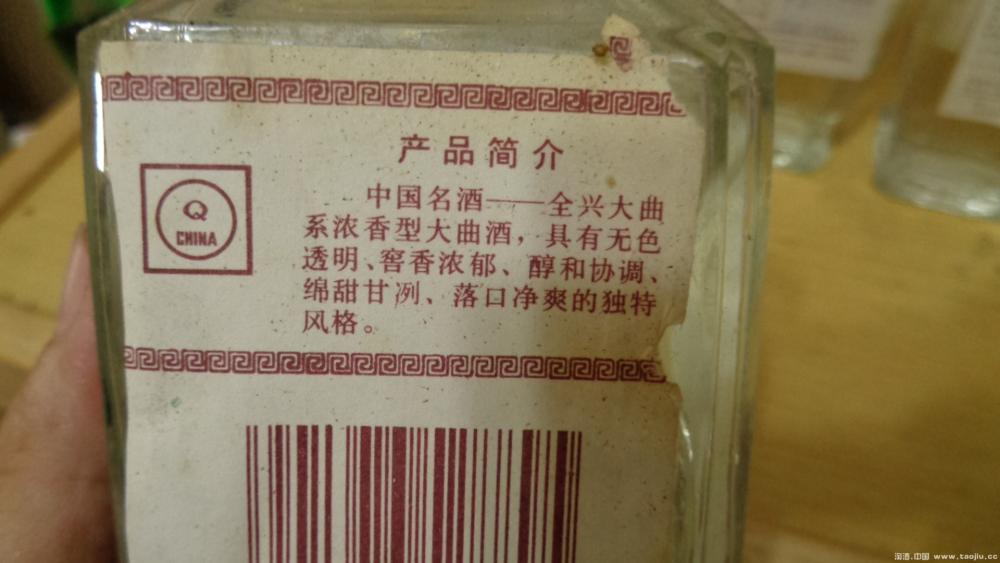 产品简介
Q
CHINA
中国名酒——全兴大曲
系浓香型大曲酒，具有无色
透明、窖香浓郁、醇和协调、
绵甜甘冽、落口净爽的独特
风格。
淘酒.中国 www.taojiu.cc